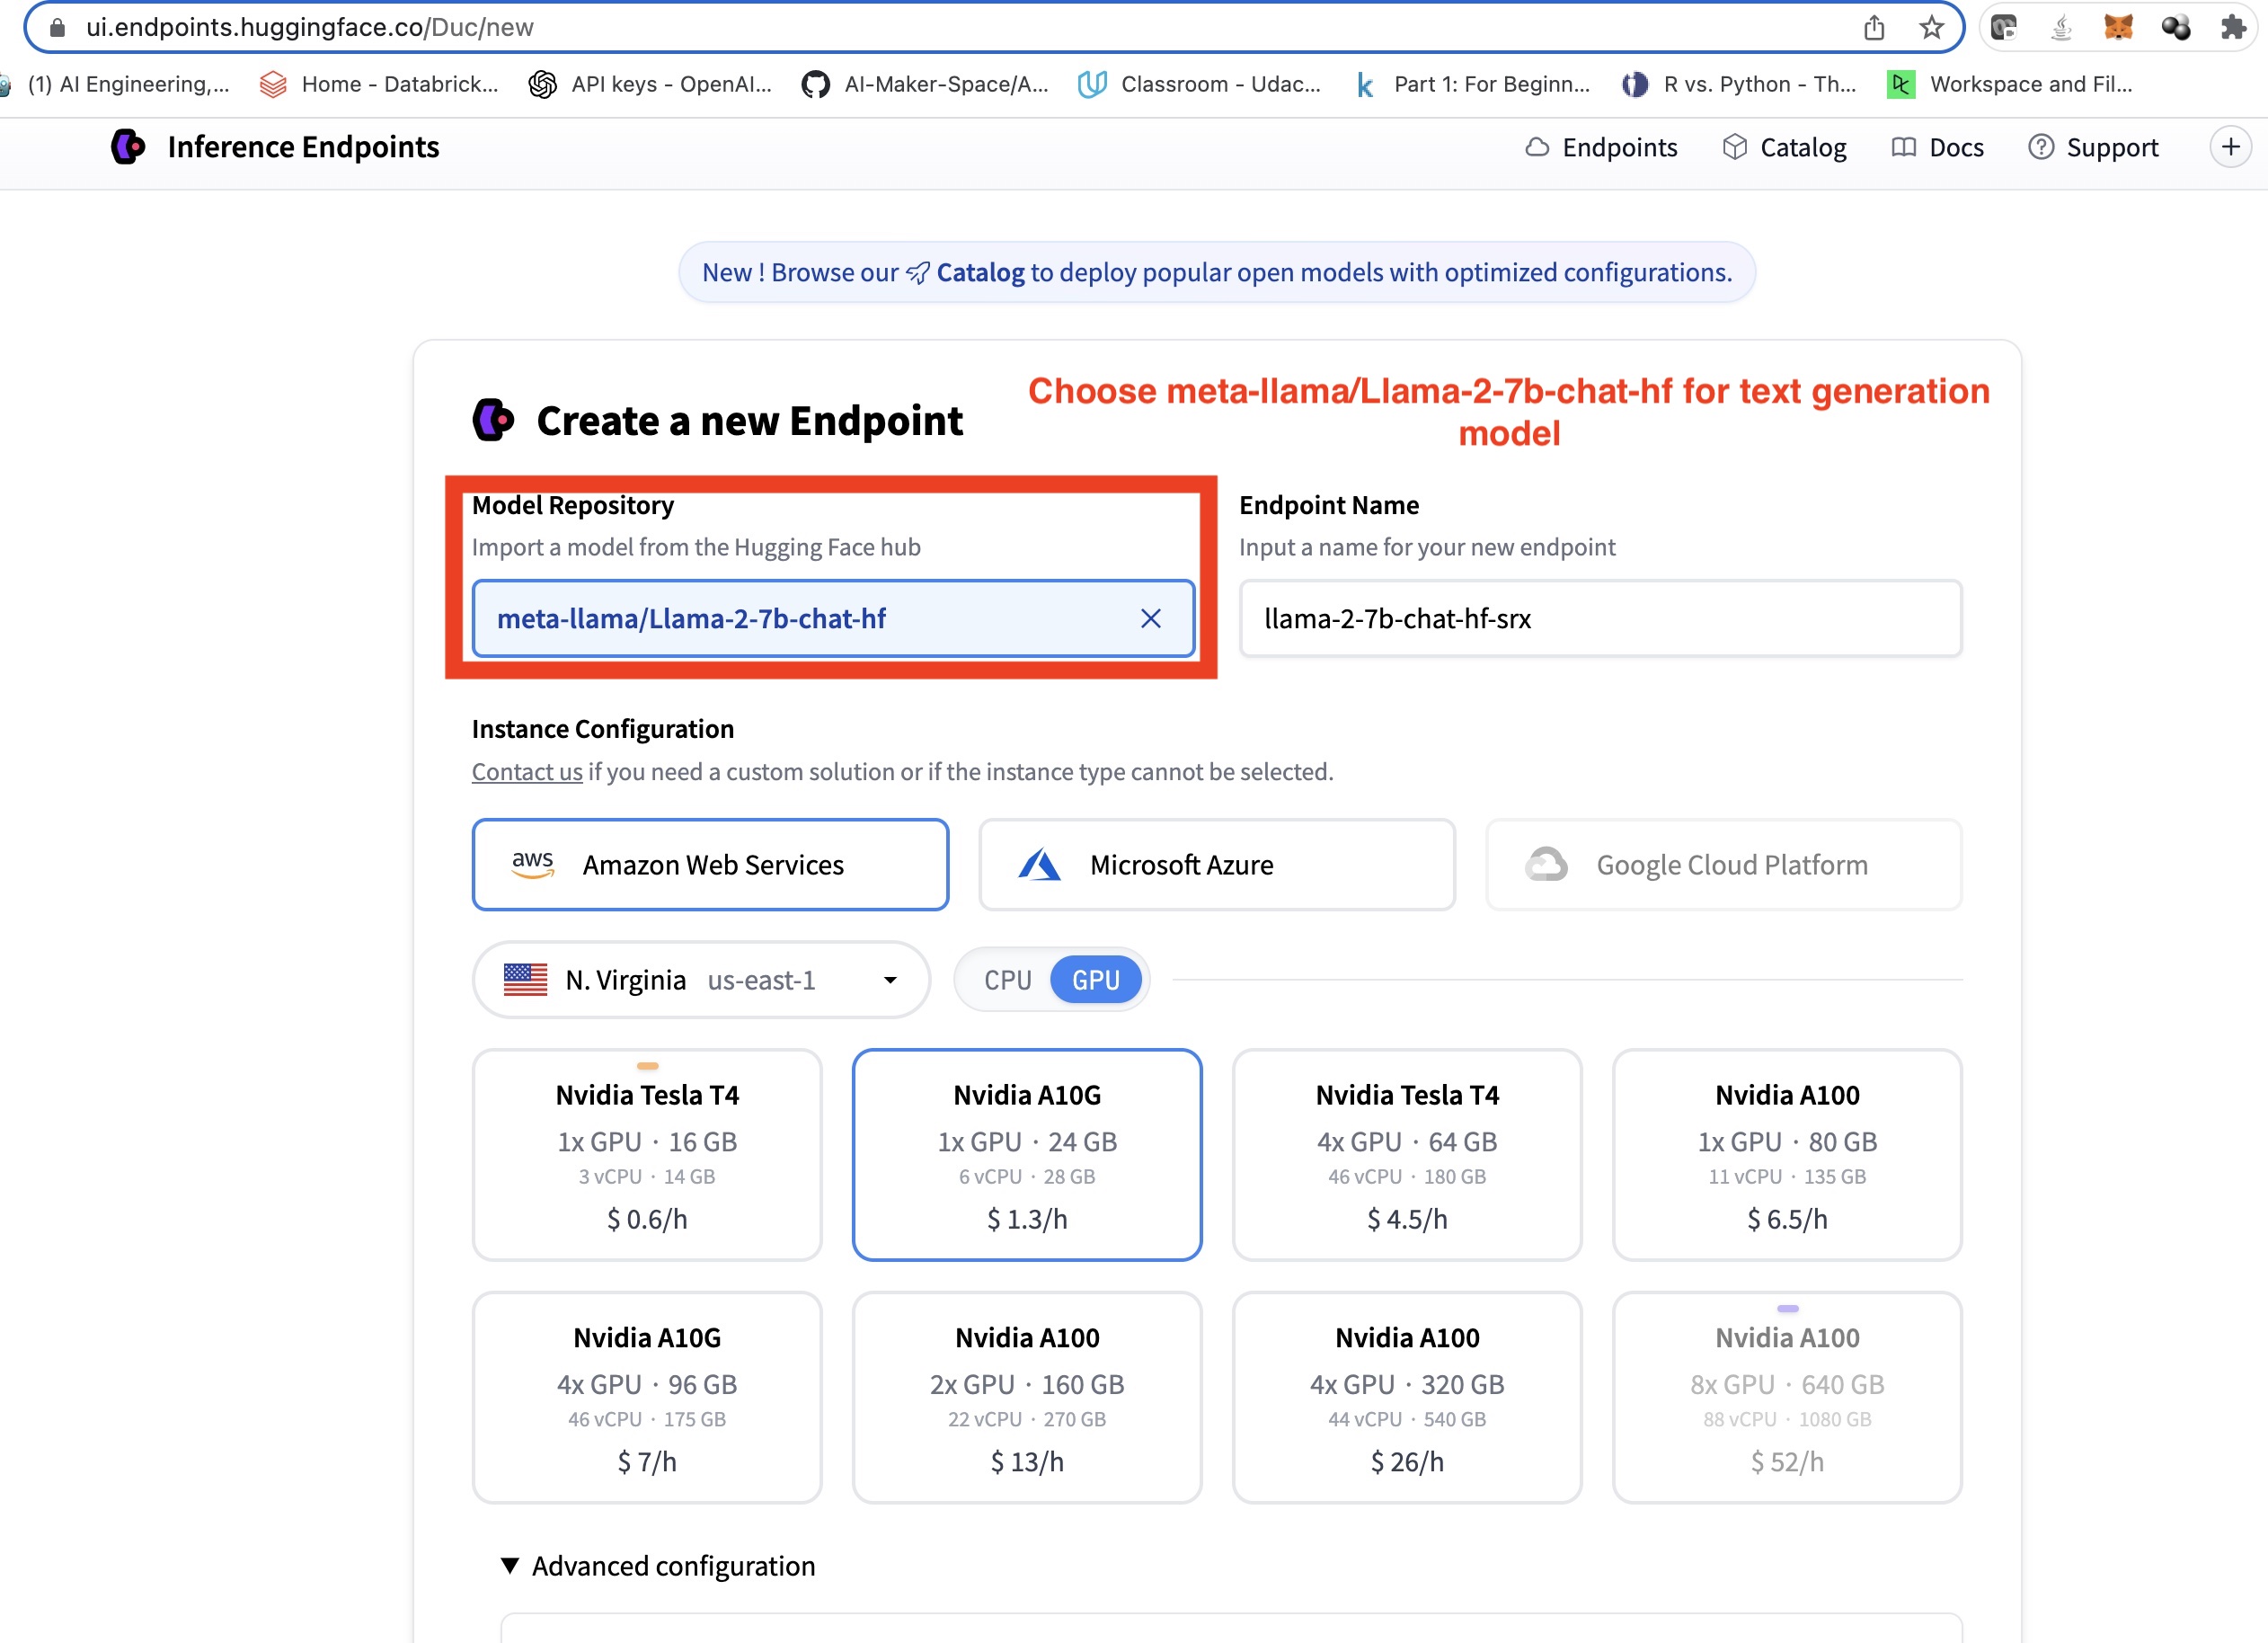 ui.endpoints.huggingface.co/Duc/new
(1) AI Engineering,... Home - Databrick... API keys - OpenAI... AI-Maker-Space/A... Classroom - Udac... Part 1: For Beginn... R vs. Python - Th... Workspace and Fil...
Inference Endpoints Endpoints Catalog Docs Support
New ! Browse our Catalog to deploy popular open models with optimized configurations.
Choose meta-llama/Llama-2-7b-chat-hf for text generation
model
Create a new Endpoint
Model Repository Endpoint Name
Import a model from the Hugging Face hub Input a name for your new endpoint
meta-llama/Llama-2-7b-chat-hf llama-2-7b-chat-hf-srx
Instance Configuration
Contact us if you need a custom solution or if the instance type cannot be selected.
aws Amazon Web Services Microsoft Azure Google Cloud Platform
N. Virginia us-east-1 CPU GPU
Nvidia Tesla T4 Nvidia A10G Nvidia Tesla T4 Nvidia A100
1x GPU · 16 GB 1x GPU · 24 GB 4x GPU · 64 GB 1x GPU · 80 GB
3 vCPU · 14 GB 6 vCPU · 28 GB 46 vCPU · 180 GB 11 vCPU · 135 GB
$ 0.6/h $ 1.3/h $ 4.5/h $ 6.5/h
Nvidia A10G Nvidia A100 Nvidia A100 Nvidia A100
4x GPU · 96 GB 2x GPU · 160 GB 4x GPU · 320 GB 8x GPU · 640 GB
46 vCPU · 175 GB 22 vCPU · 270 GB 44 vCPU · 540 GB 88 vCPU · 1080 GB
$ 7/h $ 13/h $ 26/h $ 52/h
▼ Advanced configuration